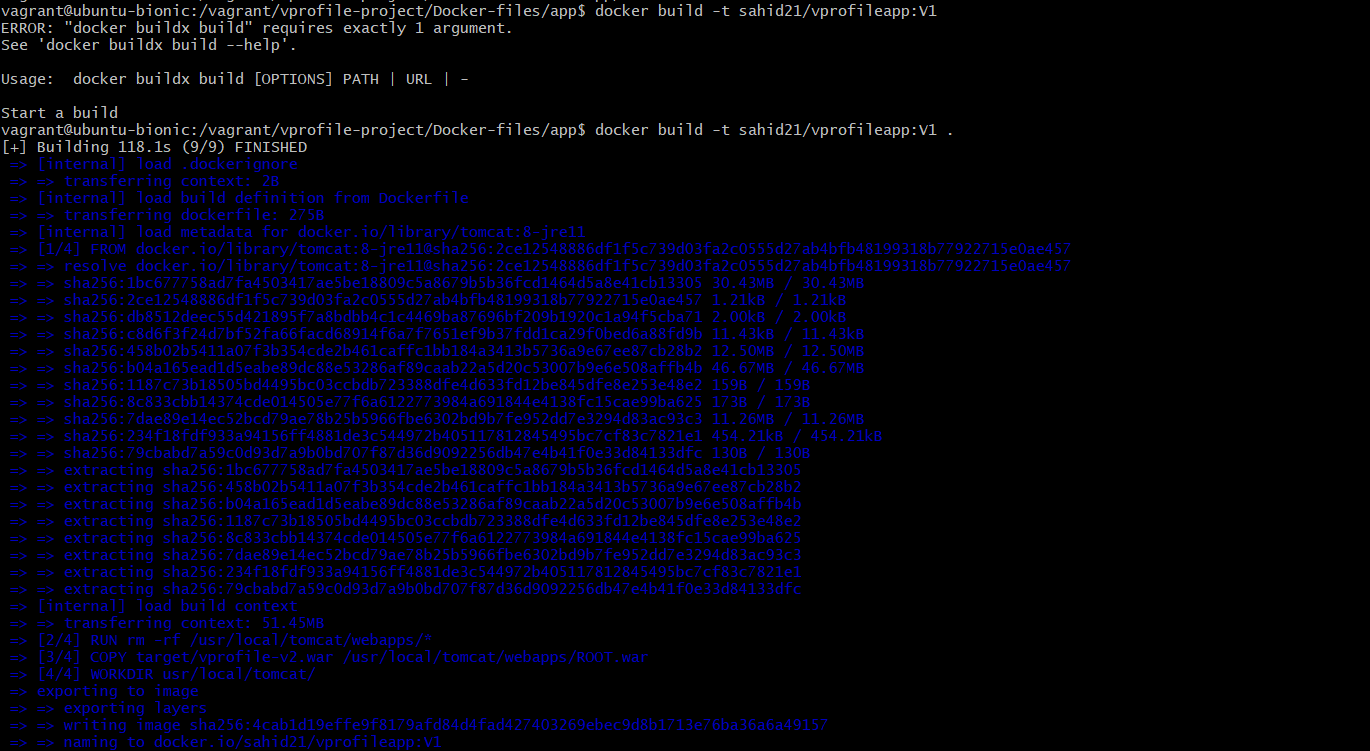 vagrant@ubuntu-bionic:/vagrant/vprofile-project/Docker-files/app$ docker build -t sahid21/vprofileapp:V1
ERROR: "docker buildx build" requires exactly 1 argument.
See 'docker buildx build --help'.
Usage:  docker buildx build [OPTIONS] PATH | URL | -
Start a build
vagrant@ubuntu-bionic:/vagrant/vprofile-project/Docker-files/app$ docker build -t sahid21/vprofileapp:V1 .
[+] Building 118.1s (9/9) FINISHED
=> [internal] load .dockerignore
=> => transferring context: 2B
=> [internal] load build definition from Dockerfile
=> => transferring dockerfile: 275B
=> [internal] load metadata for docker.io/library/tomcat:8-jre11
=> [1/4] FROM docker.io/library/tomcat:8-jre11@sha256:2ce12548886df1f5c739d03fa2c0555d27ab4bfb48199318b77922715e0ae457
=> => resolve docker.io/library/tomcat:8-jre11@sha256:2ce12548886df1f5c739d03fa2c0555d27ab4bfb48199318b77922715e0ae457
=> => sha256:1bc677758ad7fa4503417ae5be18809c5a8679b5b36fcd1464d5a8e41cb13305 30.43MB / 30.43MB
=> => sha256:2ce12548886df1f5c739d03fa2c0555d27ab4bfb48199318b77922715e0ae457 1.21kB / 1.21kB
=> => sha256:db8512deec55d421895f7a8bdbb4c1c4469ba87696bf209b1920c1a94f5cba71 2.00kB / 2.00kB
=> => sha256:c8d6f3f24d7bf52fa66facd68914f6a7f7651ef9b37fdd1ca29f0bed6a88fd9b 11.43kB / 11.43kB
=> => sha256:458b02b5411a07f3b354cde2b461caffc1bb184a3413b5736a9e67ee87cb28b2 12.50MB / 12.50MB
=> => sha256:b04a165ead1d5eabe89dc88e53286af89caab22a5d20c53007b9e6e508affb4b 46.67MB / 46.67MB
=> => sha256:1187c73b18505bd4495bc03ccbdb723388dfe4d633fd12be845dfe8e253e48e2 159B / 159B
=> => sha256:8c833cbb14374cde014505e77f6a6122773984a691844e4138fc15cae99ba625 173B / 173B
=> => sha256:7dae89e14ec52bcd79ae78b25b5966fbe6302bd9b7fe952dd7e3294d83ac93c3 11.26MB / 11.26MB
=> => sha256:234f18fdf933a94156ff4881de3c544972b405117812845495bc7cf83c7821e1 454.21kB / 454.21kB
=> => sha256:79cbabd7a59c0d93d7a9b0bd707f87d36d9092256db47e4b41f0e33d84133dfc 130B / 130B
=> => extracting sha256:1bc677758ad7fa4503417ae5be18809c5a8679b5b36fcd1464d5a8e41cb13305
=> => extracting sha256:458b02b5411a07f3b354cde2b461caffc1bb184a3413b5736a9e67ee87cb28b2
=> => extracting sha256:b04a165ead1d5eabe89dc88e53286af89caab22a5d20c53007b9e6e508affb4b
=> => extracting sha256:1187c73b18505bd4495bc03ccbdb723388dfe4d633fd12be845dfe8e253e48e2
=> => extracting sha256:8c833cbb14374cde014505e77f6a6122773984a691844e4138fc15cae99ba625
=> => extracting sha256:7dae89e14ec52bcd79ae78b25b5966fbe6302bd9b7fe952dd7e3294d83ac93c3
=> => extracting sha256:234f18fdf933a94156ff4881de3c544972b405117812845495bc7cf83c7821e1
=> => extracting sha256:79cbabd7a59c0d93d7a9b0bd707f87d36d9092256db47e4b41f0e33d84133dfc
=> [internal] load build context
=> => transferring context: 51.45MB
=> [2/4] RUN rm -rf /usr/local/tomcat/webapps/*
=> [3/4] COPY target/vprofile-v2.war /usr/local/tomcat/webapps/ROOT.war
=> [4/4] WORKDIR usr/local/tomcat/
=> exporting to image
=> => exporting layers
=> => writing image sha256:4cab1d19effe9f8179afd84d4fad427403269ebec9d8b1713e76ba36a6a49157
=> => naming to docker.io/sahid21/vprofileapp:V1